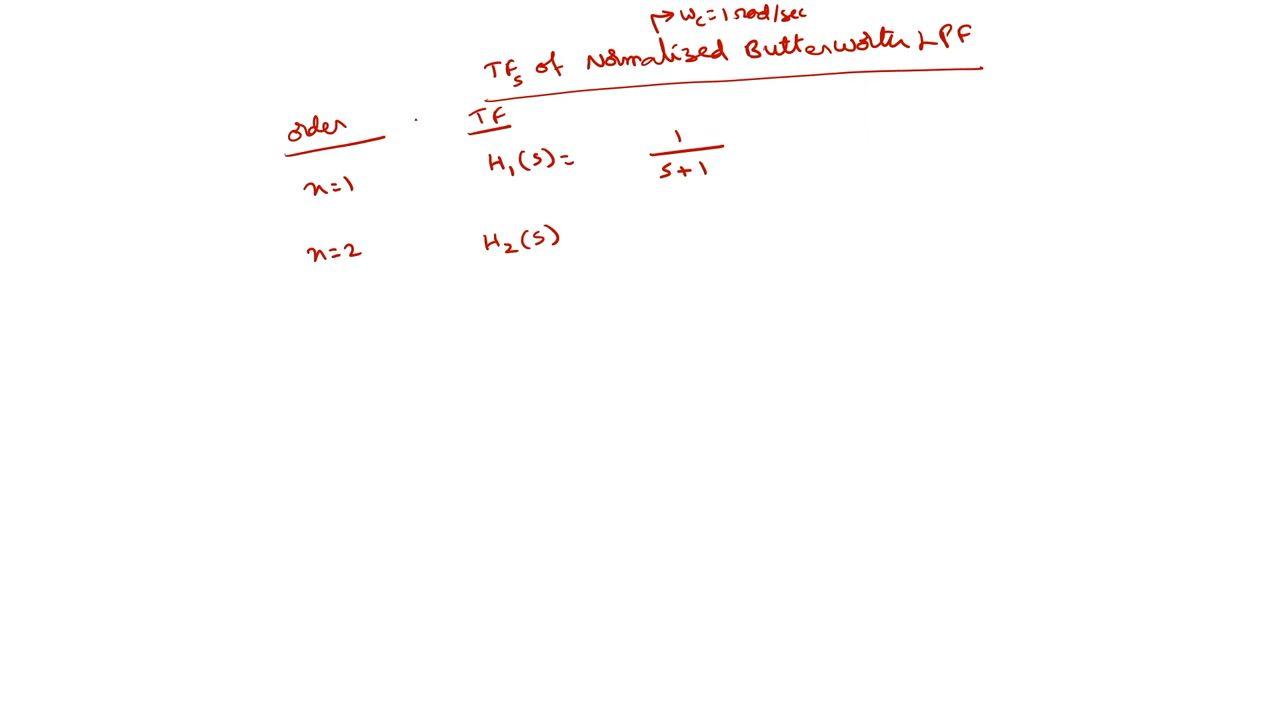 → ωc = 1 rad/sec
TFs of Normalized Butterworth LPF
order TF
n=1 H₁(s) = 1/(s+1)
n=2 H₂(s)